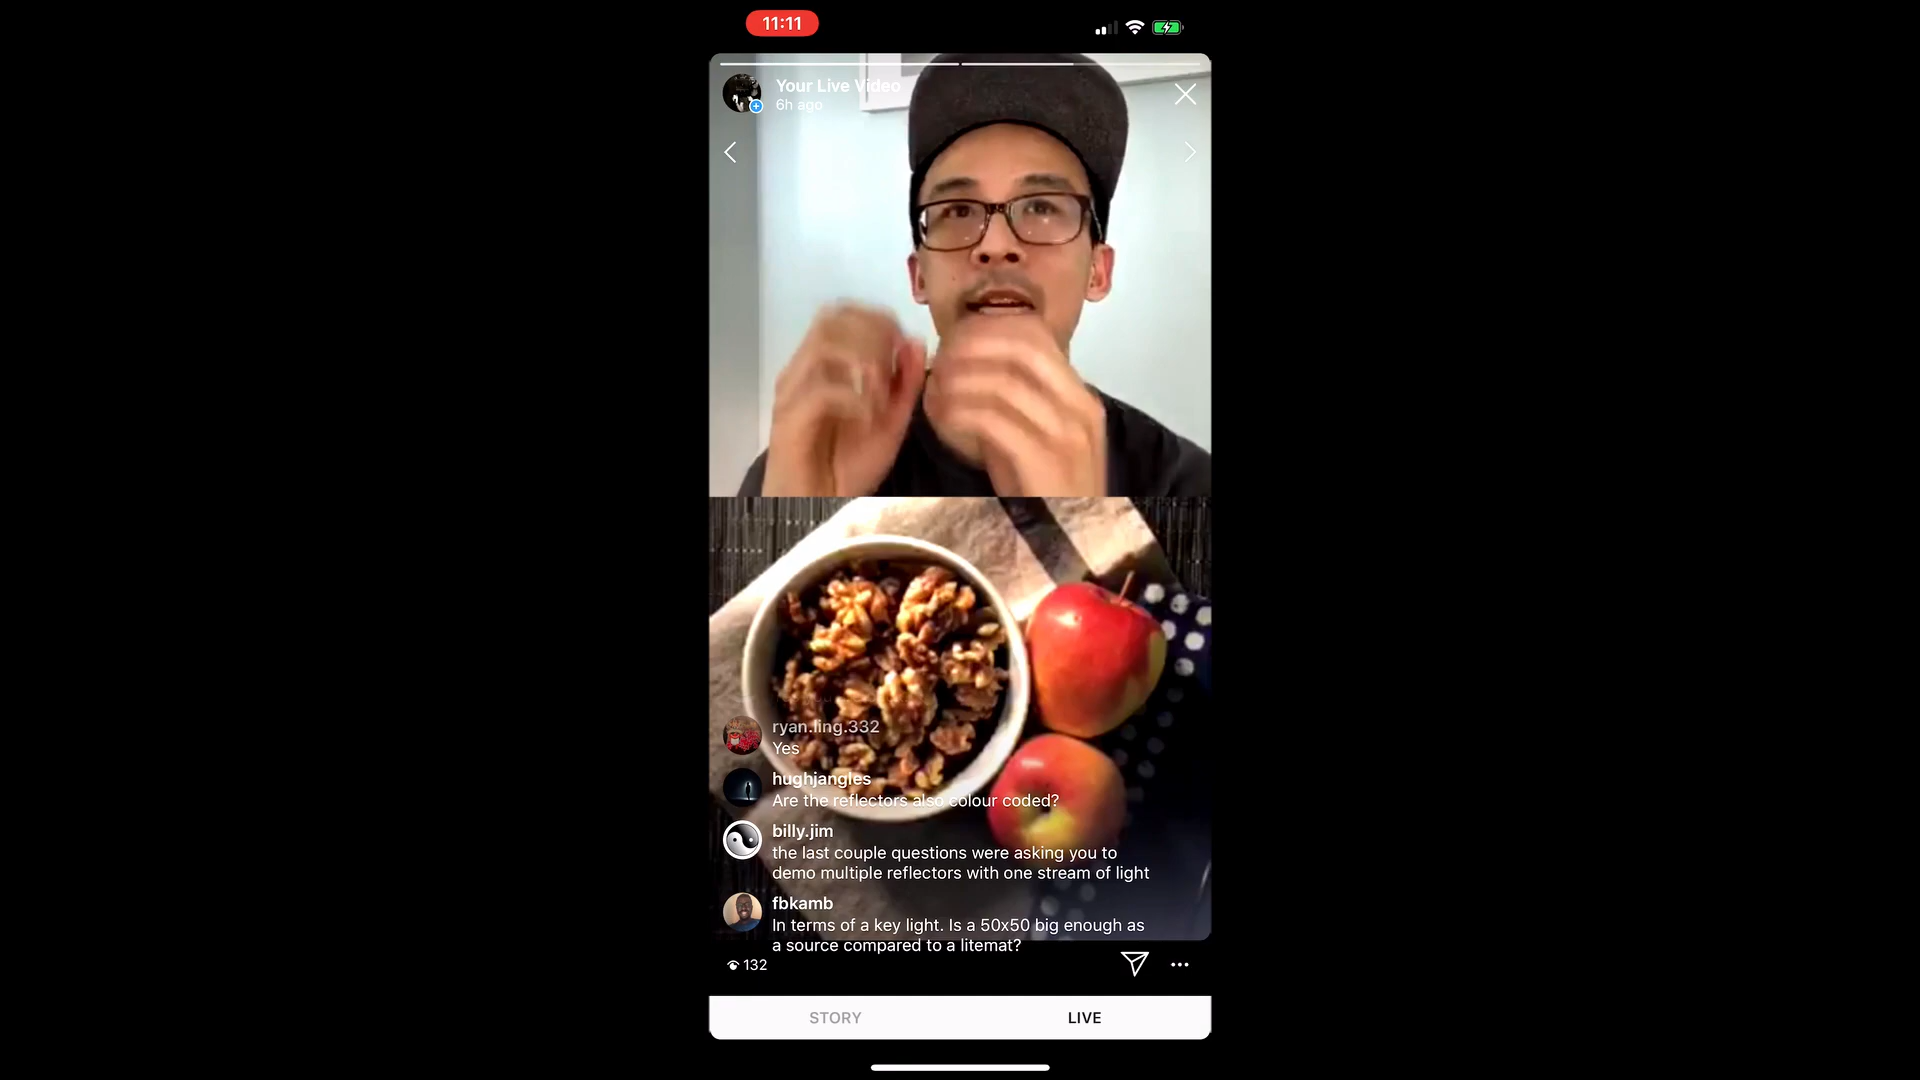 11:11
Your Live Video
6h ago
ryan.ling.332
Yes
hughjangles
Are the reflectors also colour coded?
billy.jim
the last couple questions were asking you to
demo multiple reflectors with one stream of light
fbkamb
In terms of a key light. Is a 50x50 big enough as
a source compared to a litemat?
132
STORY
LIVE